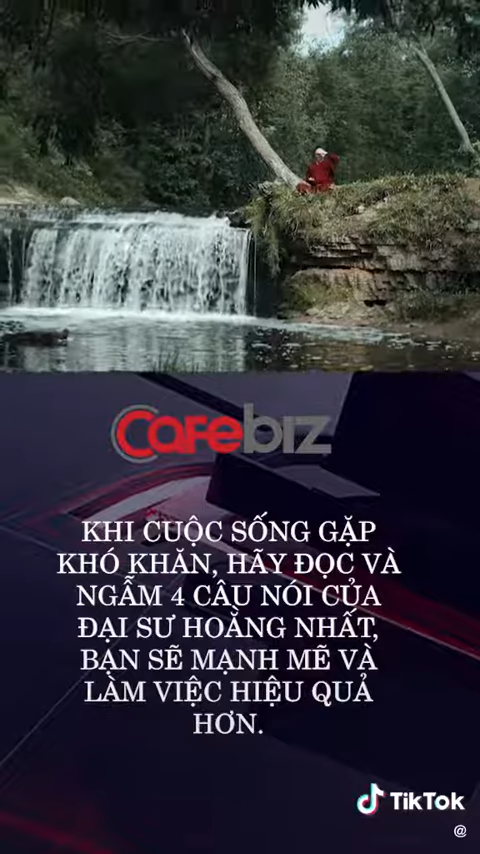 Cafebiz
KHI CUỘC SỐNG GẶP
KHÓ KHĂN, HÃY ĐỌC VÀ
NGẪM 4 CÂU NÓI CỦA
ĐẠI SƯ HOẰNG NHẤT,
BẠN SẼ MẠNH MẼ VÀ
LÀM VIỆC HIỆU QUẢ
HƠN.
TikTok
@